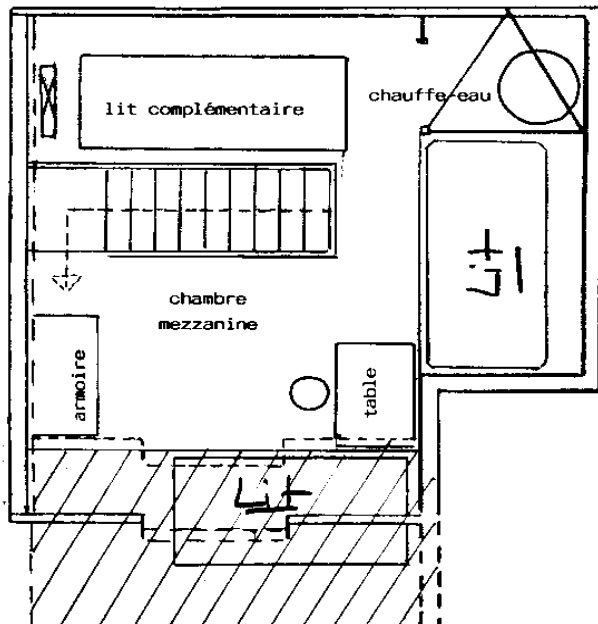 lit complémentaire
chauffe-eau
Lit
chambre
mezzanine
armoire
table
Lit